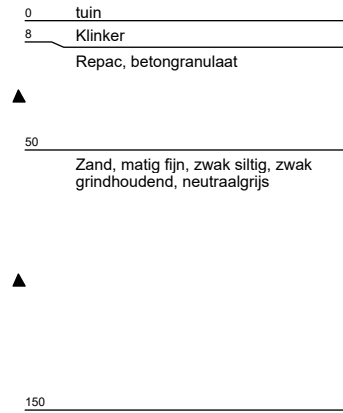 0 tuin
8 Klinker
Repac, betongranulaat
50
Zand, matig fijn, zwak siltig, zwak
grindhoudend, neutraalgrijs
150